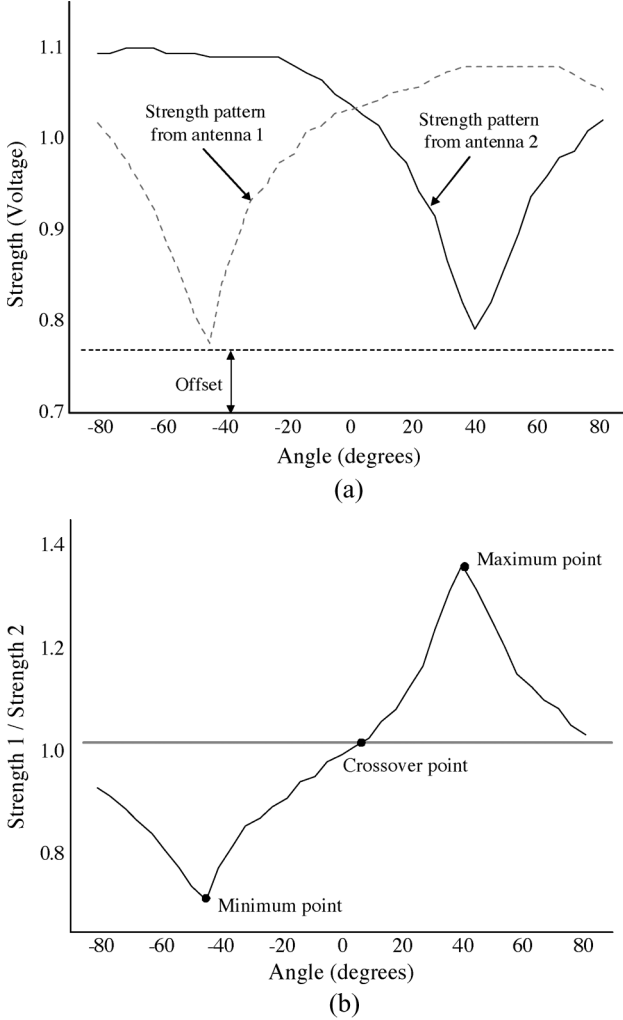 1.1
1.0
0.9
0.8
0.7
Strength (Voltage)
Strength pattern
from antenna 1
Strength pattern
from antenna 2
Offset
-80 -60 -40 -20 0 20 40 60 80
Angle (degrees)
(a)
1.4
1.2
1.0
0.8
Strength 1 / Strength 2
Maximum point
Crossover point
Minimum point
-80 -60 -40 -20 0 20 40 60 80
Angle (degrees)
(b)